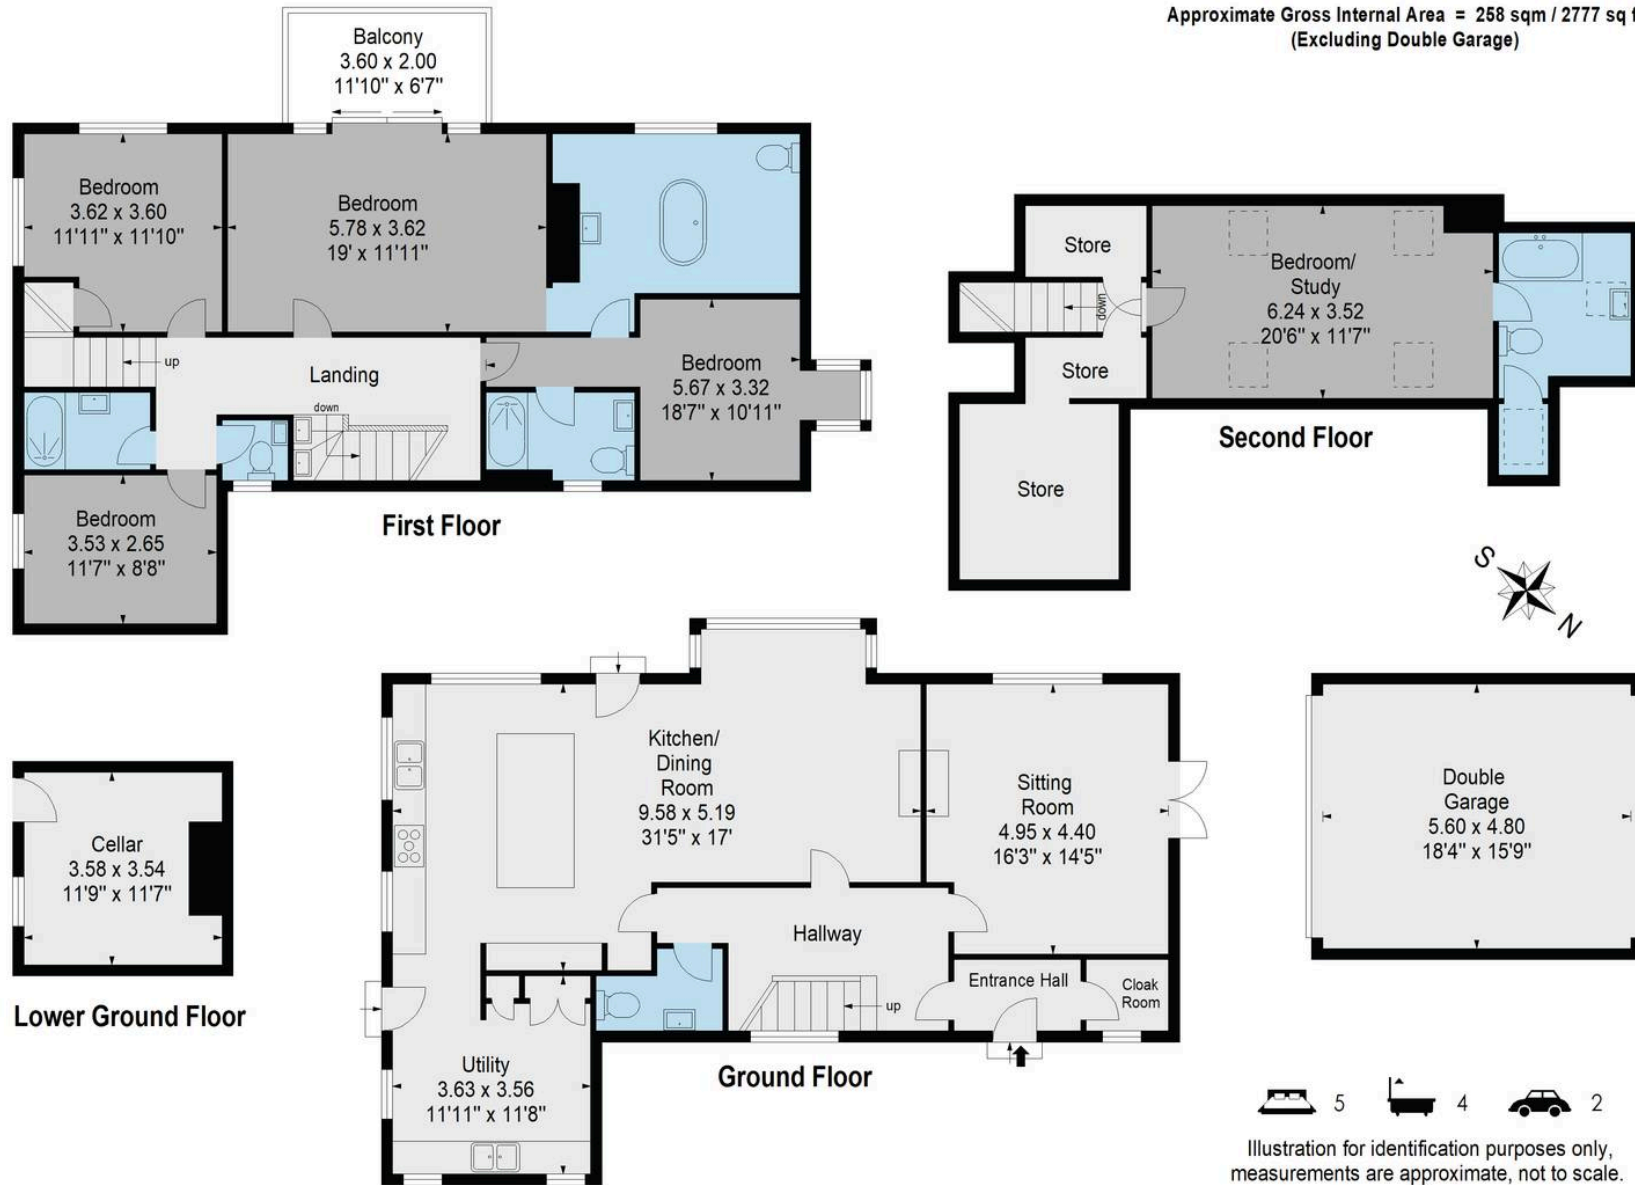 Approximate Gross Internal Area = 258 sqm / 2777 sq f
(Excluding Double Garage)
Balcony
3.60 x 2.00
11'10" x 6'7"
Bedroom
3.62 x 3.60
11'11" x 11'10"
Bedroom
5.78 x 3.62
19' x 11'11"
up
Landing
down
Bedroom
5.67 x 3.32
18'7" x 10'11"
Bedroom
3.53 x 2.65
11'7" x 8'8"
First Floor
Store
down
Store
Store
Bedroom/
Study
6.24 x 3.52
20'6" x 11'7"
Second Floor
S
N
Cellar
3.58 x 3.54
11'9" x 11'7"
Lower Ground Floor
Kitchen/
Dining
Room
9.58 x 5.19
31'5" x 17'
Sitting
Room
4.95 x 4.40
16'3" x 14'5"
Hallway
up
Entrance Hall
Cloak
Room
Utility
3.63 x 3.56
11'11" x 11'8"
Ground Floor
Double
Garage
5.60 x 4.80
18'4" x 15'9"
5 4 2
Illustration for identification purposes only,
measurements are approximate, not to scale.